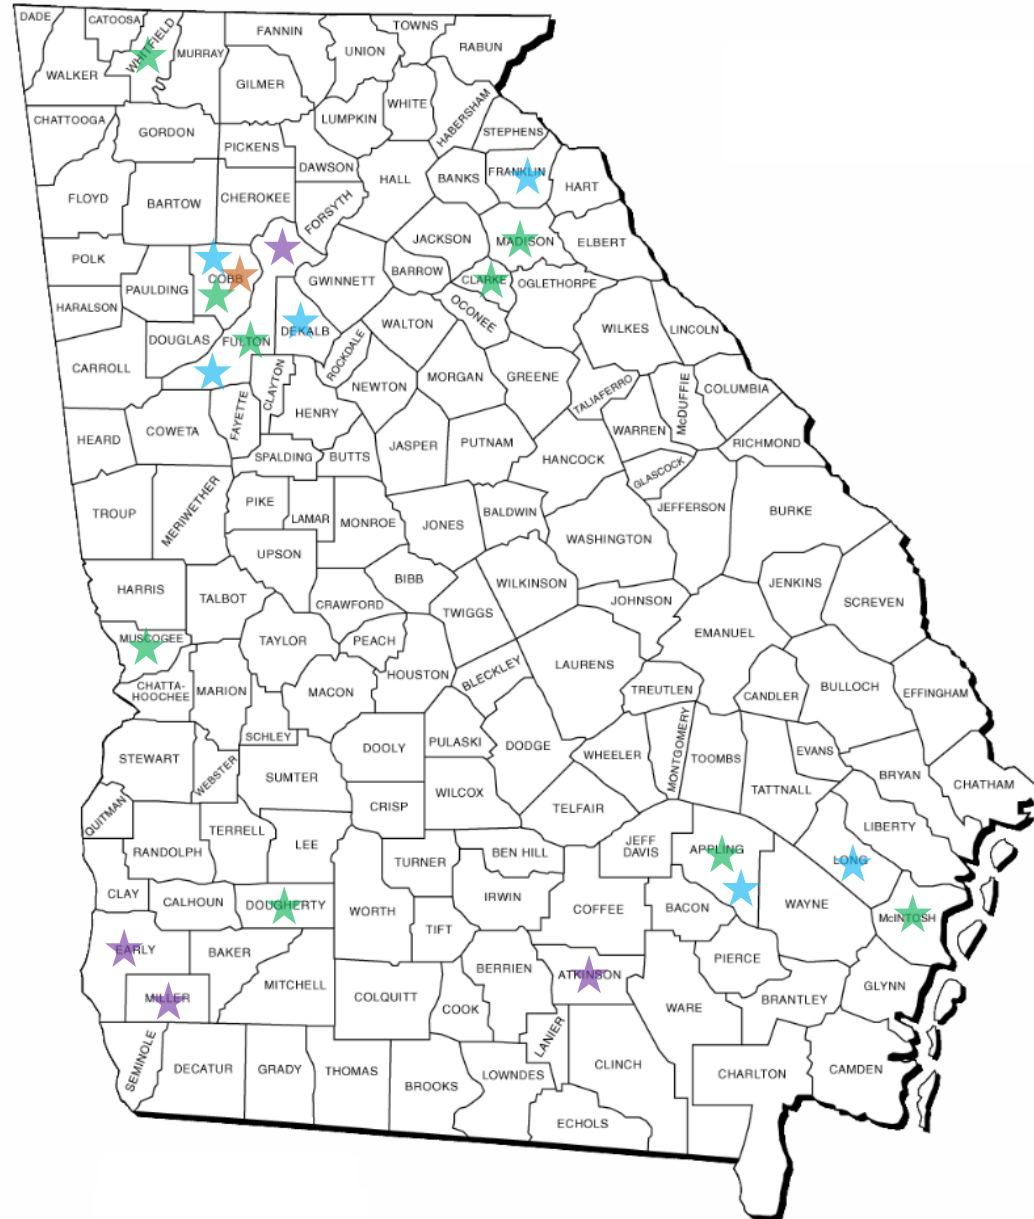 DADE
CATOOSA
WHITFIELD
MURRAY
FANNIN
UNION
TOWNS
RABUN
WALKER
GILMER
LUMPKIN
WHITE
HABERSHAM
STEPHENS
CHATTOOGA
GORDON
PICKENS
DAWSON
HALL
BANKS
FRANKLIN
HART
FLOYD
BARTOW
CHEROKEE
FORSYTH
JACKSON
MADISON
ELBERT
POLK
PAULDING
COBB
GWINNETT
BARROW
CLARKE
OGLETHORPE
HARALSON
DOUGLAS
FULTON
DEKALB
ROCKDALE
WALTON
OCONEE
WILKES
LINCOLN
CARROLL
CLAYTON
NEWTON
MORGAN
GREENE
TALIAFERRO
McDUFFIE
COLUMBIA
HEARD
COWETA
FAYETTE
HENRY
SPALDING
BUTTS
JASPER
PUTNAM
HANCOCK
WARREN
GLASCOCK
RICHMOND
TROUP
MERIWETHER
PIKE
LAMAR
MONROE
JONES
BALDWIN
WASHINGTON
JEFFERSON
BURKE
UPSON
HARRIS
TALBOT
CRAWFORD
BIBB
TWIGGS
WILKINSON
JOHNSON
JENKINS
SCREVEN
EMANUEL
MUSCOGEE
TAYLOR
PEACH
HOUSTON
BLECKLEY
LAURENS
TREUTLEN
CANDLER
BULLOCH
EFFINGHAM
CHATTA-
HOOCHEE
MARION
MACON
SCHLEY
DOOLY
PULASKI
DODGE
WHEELER
MONTGOMERY
TOOMBS
EVANS
TATTNALL
BRYAN
CHATHAM
STEWART
WEBSTER
SUMTER
CRISP
WILCOX
TELFAIR
QUITMAN
RANDOLPH
TERRELL
LEE
TURNER
BEN HILL
JEFF
DAVIS
APPLING
LONG
LIBERTY
CLAY
CALHOUN
DOUGHERTY
WORTH
TIFT
IRWIN
COFFEE
BACON
WAYNE
McINTOSH
EARLY
BAKER
MITCHELL
MILLER
COLQUITT
COOK
BERRIEN
ATKINSON
WARE
PIERCE
BRANTLEY
GLYNN
SEMINOLE
DECATUR
GRADY
THOMAS
BROOKS
LOWNDES
LANIER
CLINCH
ECHOLS
CHARLTON
CAMDEN